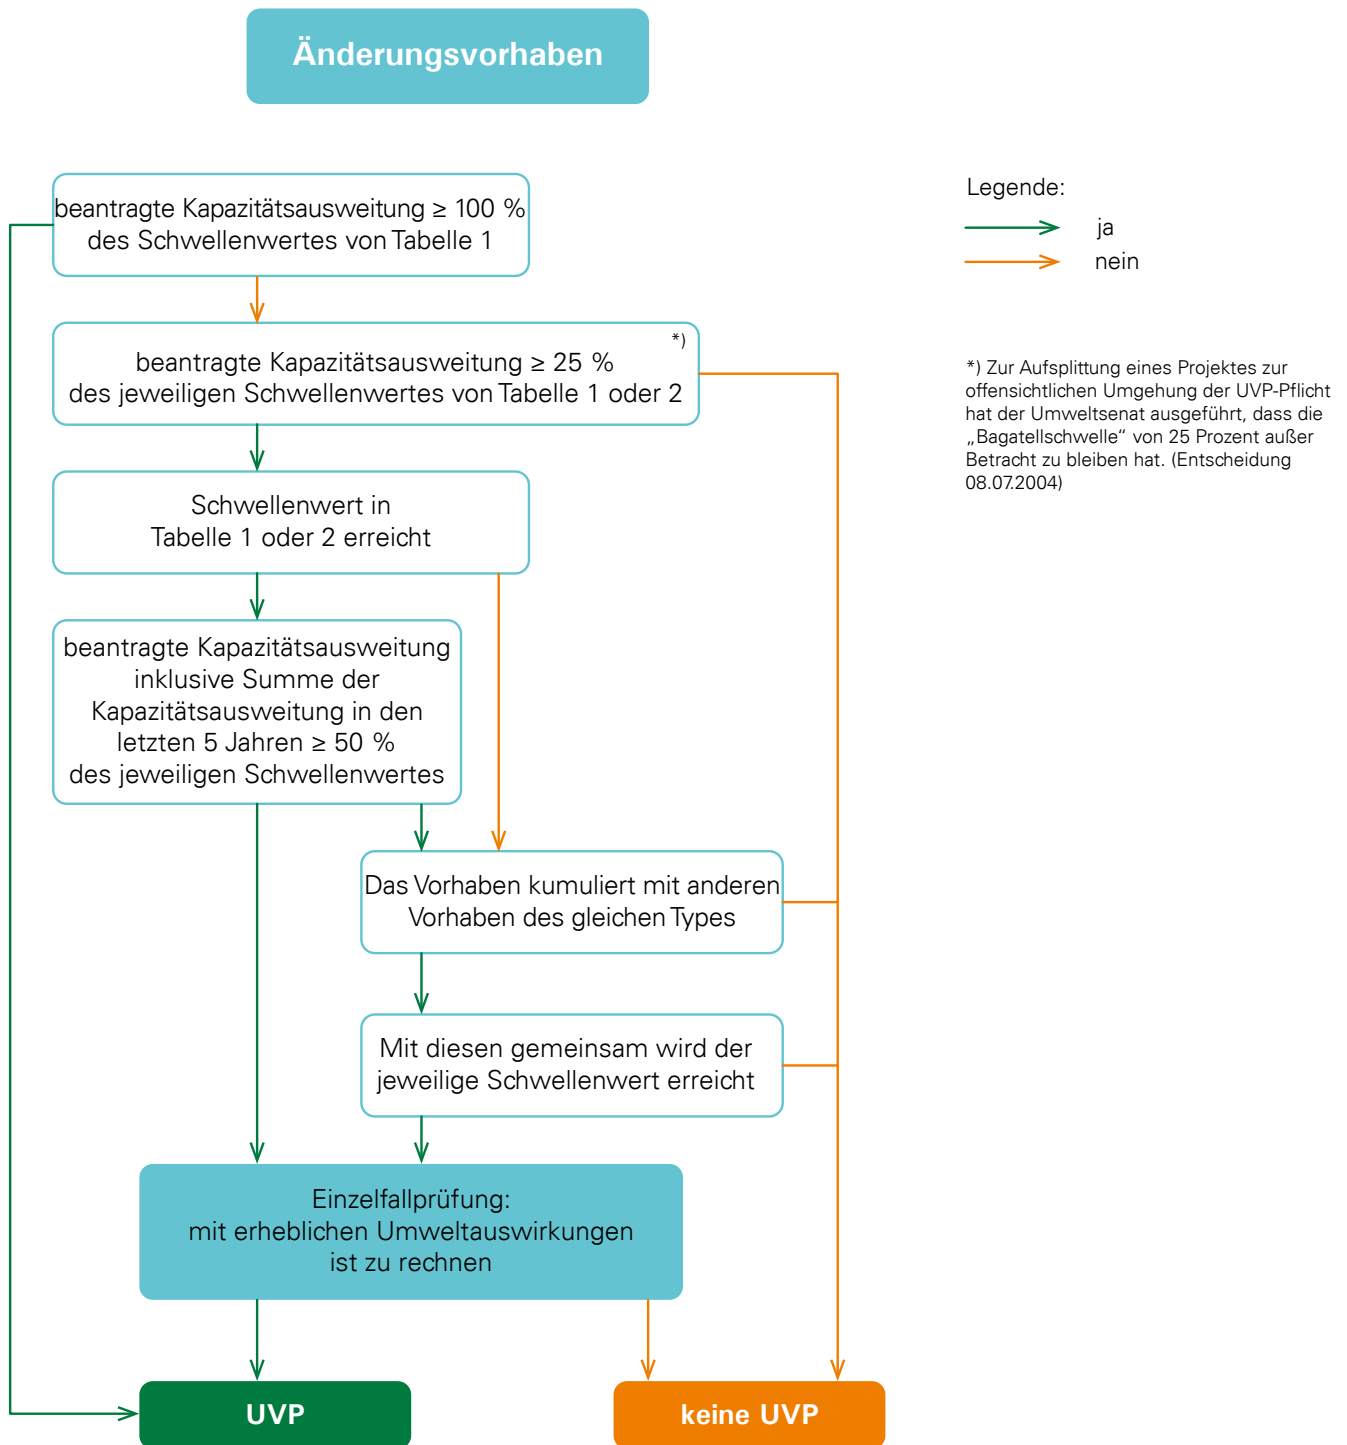 Änderungsvorhaben
beantragte Kapazitätsausweitung ≥ 100 %
des Schwellenwertes von Tabelle 1
Legende:
ja
nein
*)
beantragte Kapazitätsausweitung ≥ 25 %
des jeweiligen Schwellenwertes von Tabelle 1 oder 2
*) Zur Aufsplittung eines Projektes zur
offensichtlichen Umgehung der UVP-Pflicht
hat der Umweltsenat ausgeführt, dass die
„Bagatellschwelle“ von 25 Prozent außer
Betracht zu bleiben hat. (Entscheidung
08.07.2004)
Schwellenwert in
Tabelle 1 oder 2 erreicht
beantragte Kapazitätsausweitung
inklusive Summe der
Kapazitätsausweitung in den
letzten 5 Jahren ≥ 50 %
des jeweiligen Schwellenwertes
Das Vorhaben kumuliert mit anderen
Vorhaben des gleichen Types
Mit diesen gemeinsam wird der
jeweilige Schwellenwert erreicht
Einzelfallprüfung:
mit erheblichen Umweltauswirkungen
ist zu rechnen
UVP
keine UVP